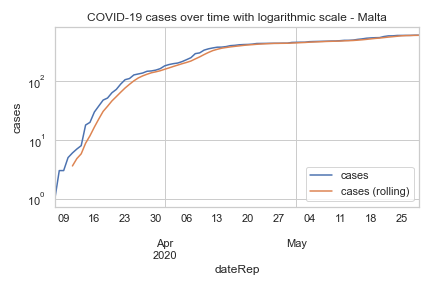 COVID-19 cases over time with logarithmic scale - Malta
cases
10²
10¹
10⁰
cases
cases (rolling)
09 16 23 30 06 13 20 27 04 11 18 25
Apr May
2020
dateRep